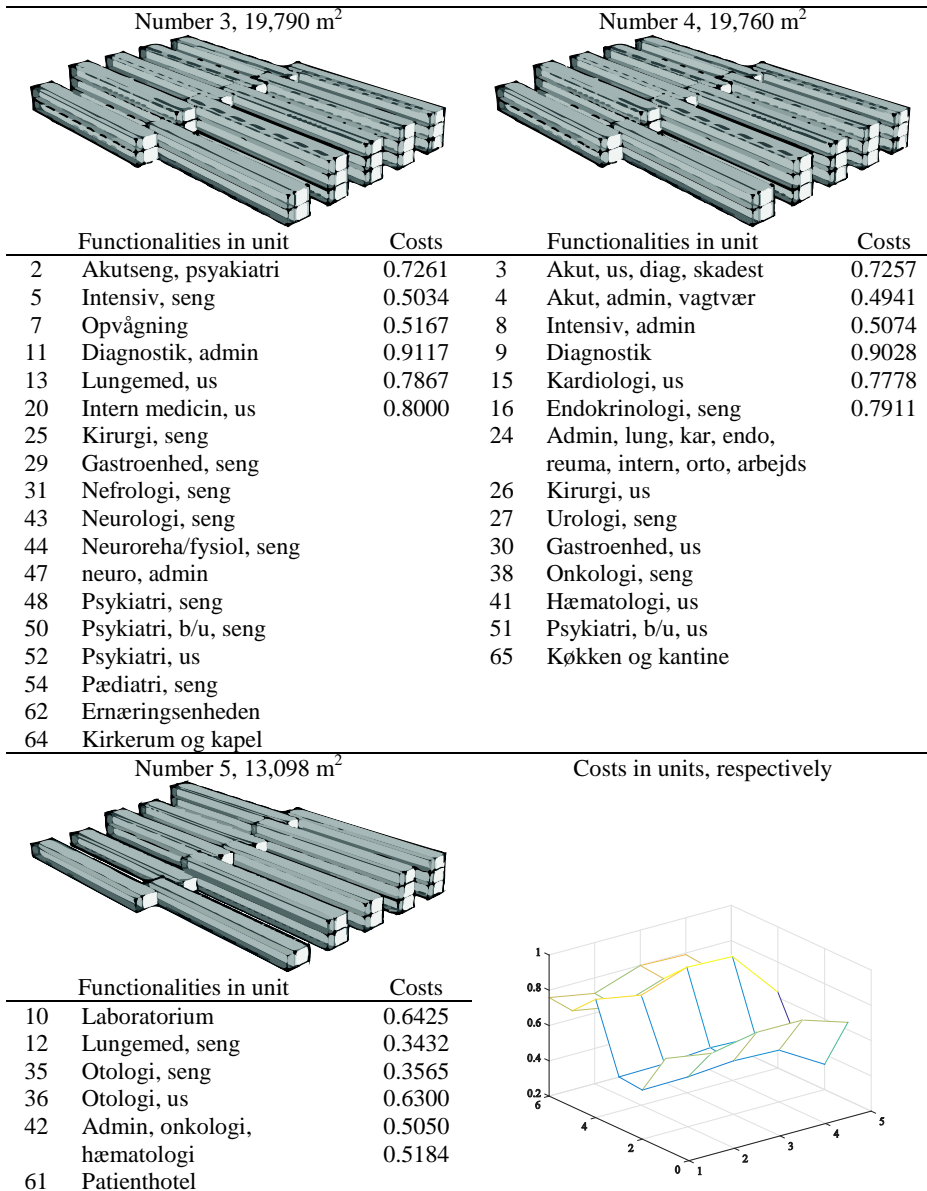 Number 3, 19,790 m²
Number 4, 19,760 m²
Functionalities in unit Costs
2 Akutseng, psyakiatri 0.7261
5 Intensiv, seng 0.5034
7 Opvågning 0.5167
11 Diagnostik, admin 0.9117
13 Lungemed, us 0.7867
20 Intern medicin, us 0.8000
25 Kirurgi, seng
29 Gastroenhed, seng
31 Nefrologi, seng
43 Neurologi, seng
44 Neuroreha/fysiol, seng
47 neuro, admin
48 Psykiatri, seng
50 Psykiatri, b/u, seng
52 Psykiatri, us
54 Pædiatri, seng
62 Ernæringsenheden
64 Kirkerum og kapel
Functionalities in unit Costs
3 Akut, us, diag, skadest 0.7257
4 Akut, admin, vagtvær 0.4941
8 Intensiv, admin 0.5074
9 Diagnostik 0.9028
15 Kardiologi, us 0.7778
16 Endokrinologi, seng 0.7911
24 Admin, lung, kar, endo,
reuma, intern, orto, arbejds
26 Kirurgi, us
27 Urologi, seng
30 Gastroenhed, us
38 Onkologi, seng
41 Hæmatologi, us
51 Psykiatri, b/u, us
65 Køkken og kantine
Number 5, 13,098 m²
Functionalities in unit Costs
10 Laboratorium 0.6425
12 Lungemed, seng 0.3432
35 Otologi, seng 0.3565
36 Otologi, us 0.6300
42 Admin, onkologi, 0.5050
hæmatologi 0.5184
61 Patienthotel
Costs in units, respectively
1
0.8
0.6
0.4
0.2
6
4
2
0
1
2
3
4
5